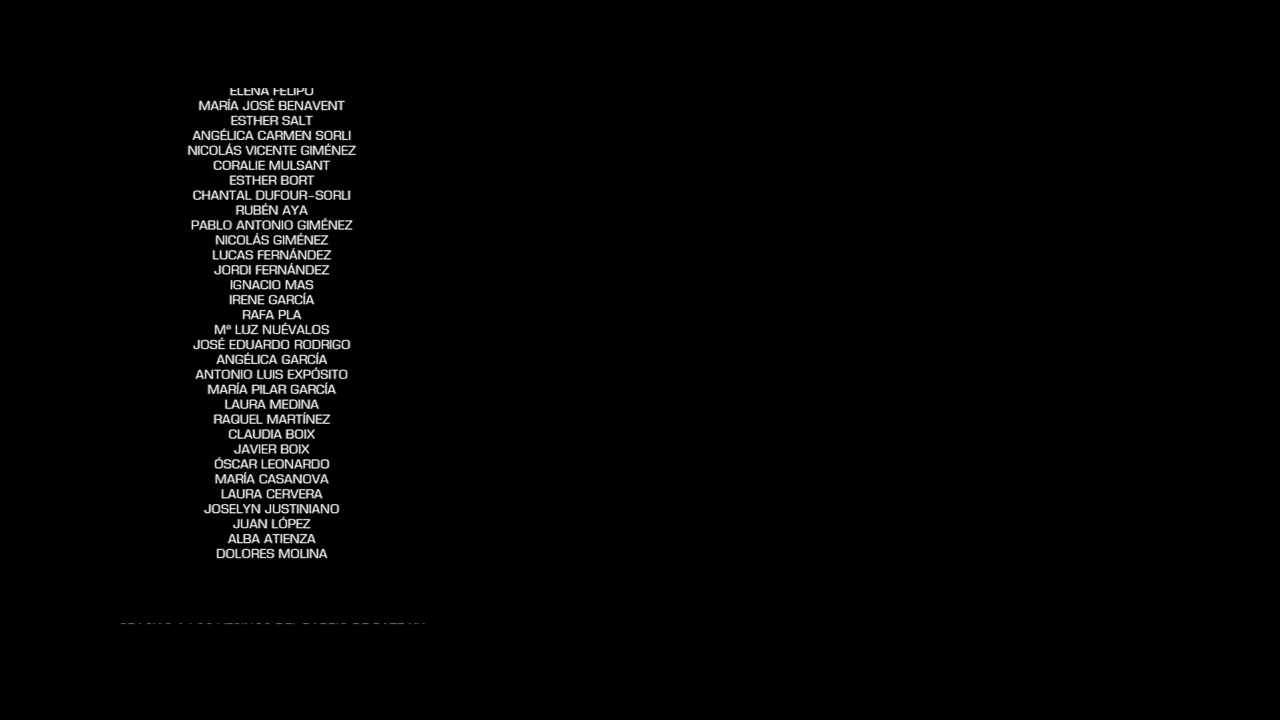 ELENA FELIPO
MARÍA JOSÉ BENAVENT
ESTHER SALT
ANGÉLICA CARMEN SORLI
NICOLÁS VICENTE GIMÉNEZ
CORALIE MULSANT
ESTHER BORT
CHANTAL DUFOUR-SORLI
RUBÉN AYA
PABLO ANTONIO GIMÉNEZ
NICOLÁS GIMÉNEZ
LUCAS FERNÁNDEZ
JORDI FERNÁNDEZ
IGNACIO MAS
IRENE GARCÍA
RAFA PLA
Mª LUZ NUÉVALOS
JOSÉ EDUARDO RODRIGO
ANGÉLICA GARCÍA
ANTONIO LUIS EXPÓSITO
MARÍA PILAR GARCÍA
LAURA MEDINA
RAQUEL MARTÍNEZ
CLAUDIA BOIX
JAVIER BOIX
ÓSCAR LEONARDO
MARÍA CASANOVA
LAURA CERVERA
JOSELYN JUSTINIANO
JUAN LÓPEZ
ALBA ATIENZA
DOLORES MOLINA